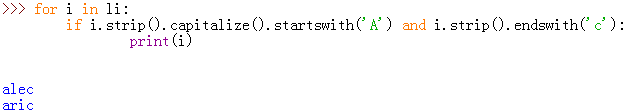 >>> for i in li:
        if i.strip().capitalize().startswith('A') and i.strip().endswith('c'):
                print(i)
alec
aric